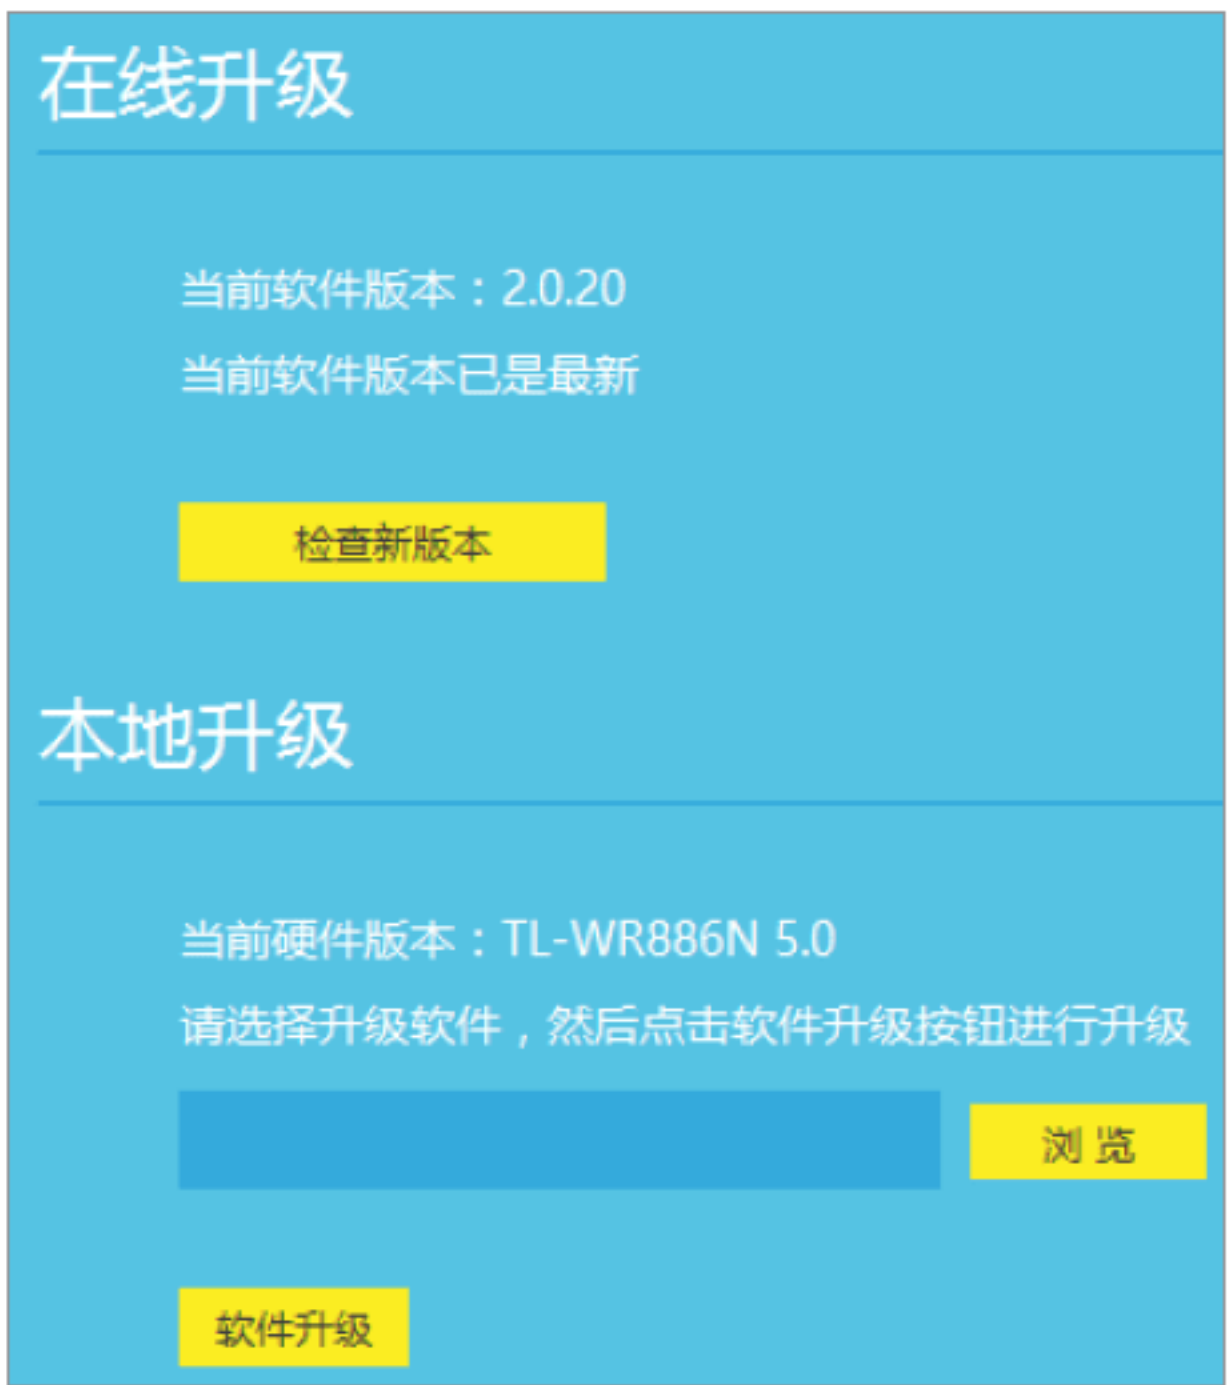 在线升级
当前软件版本：2.0.20
当前软件版本已是最新
检查新版本
本地升级
当前硬件版本：TL-WR886N 5.0
请选择升级软件，然后点击软件升级按钮进行升级
浏 览
软件升级